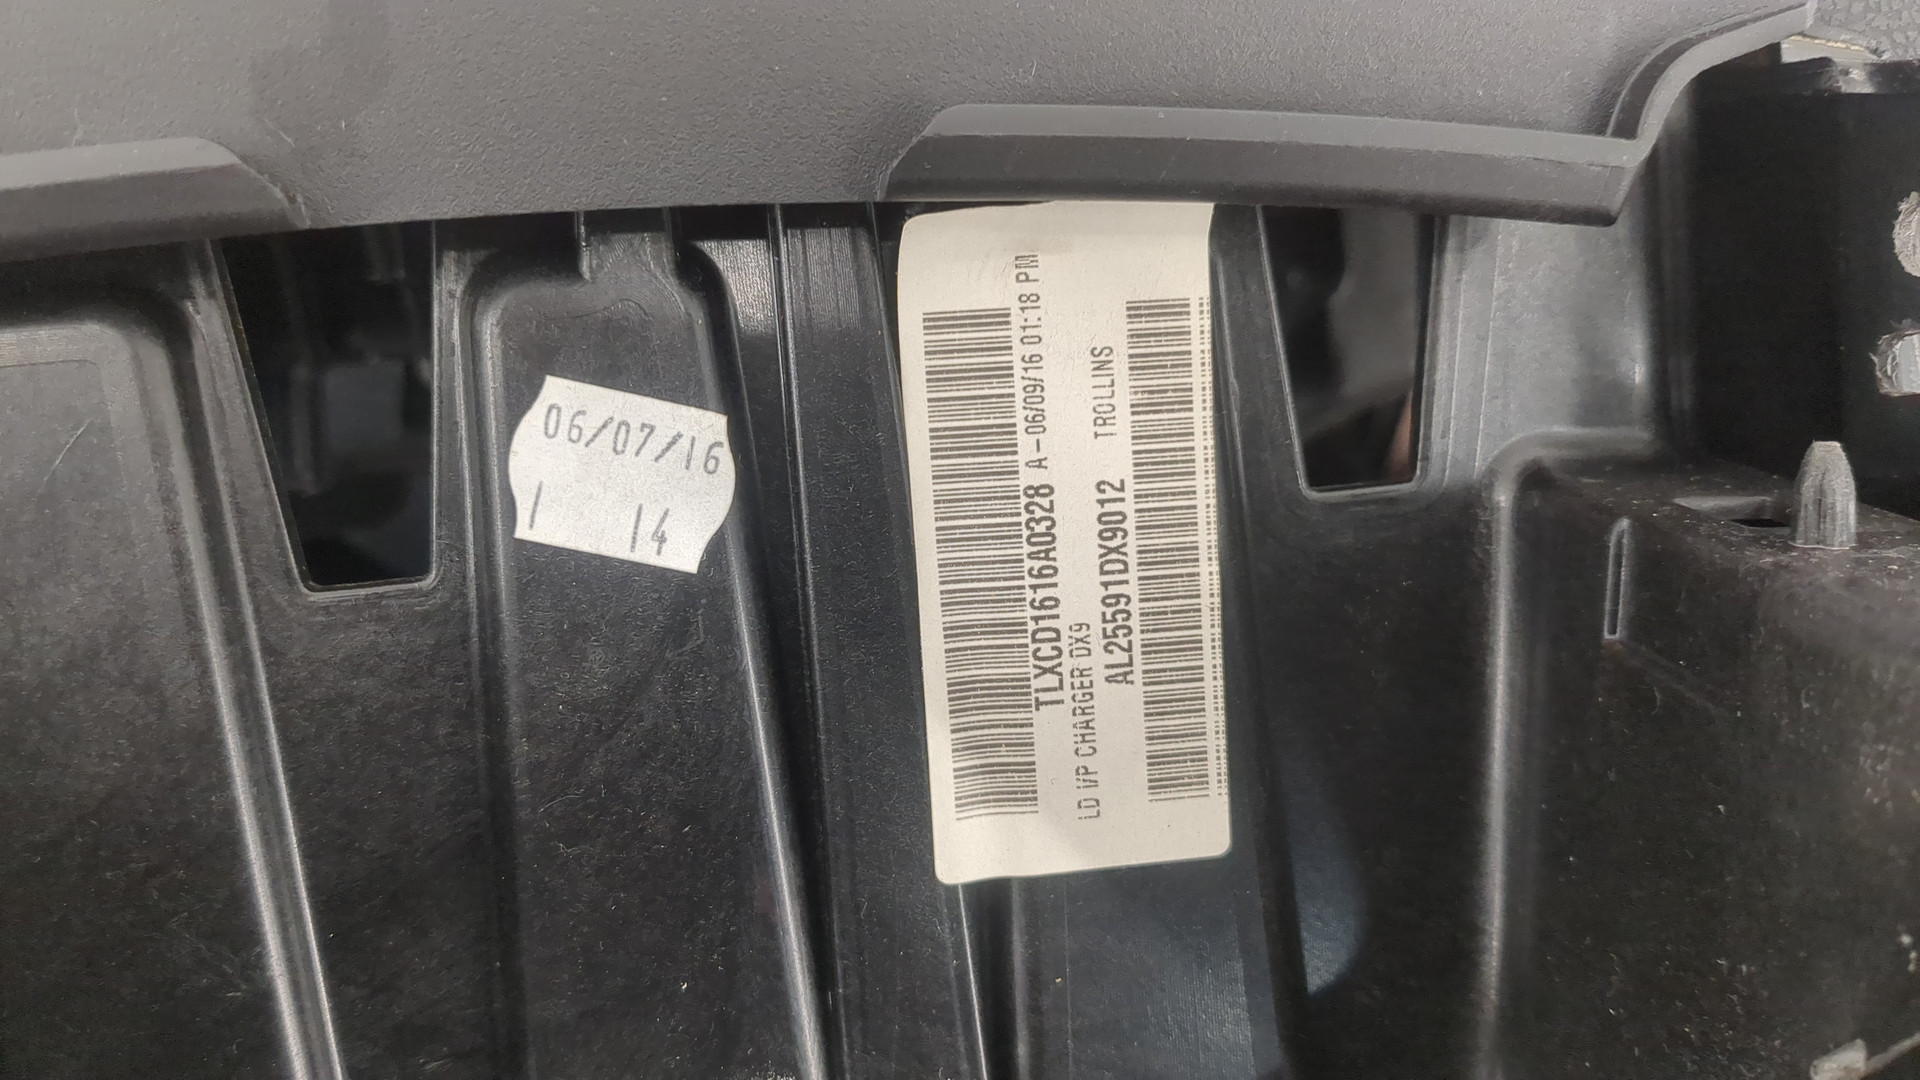 06/07/16
1 14
TLXCD1616A0328 A-06/09/16 01:18 PM
LD I/P CHARGER DX9
AL25591DX9012 TROLLINS